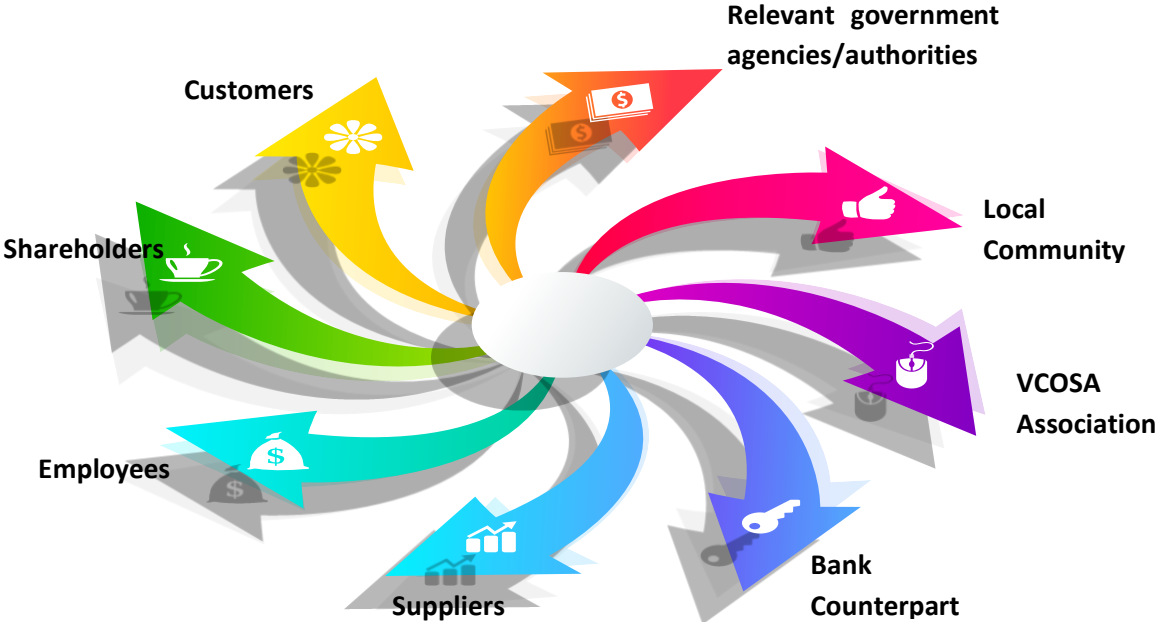 Relevant government
agencies/authorities
Customers
Local
Community
Shareholders
VCOSA
Association
Employees
Bank
Counterpart
Suppliers
$
$
$
$